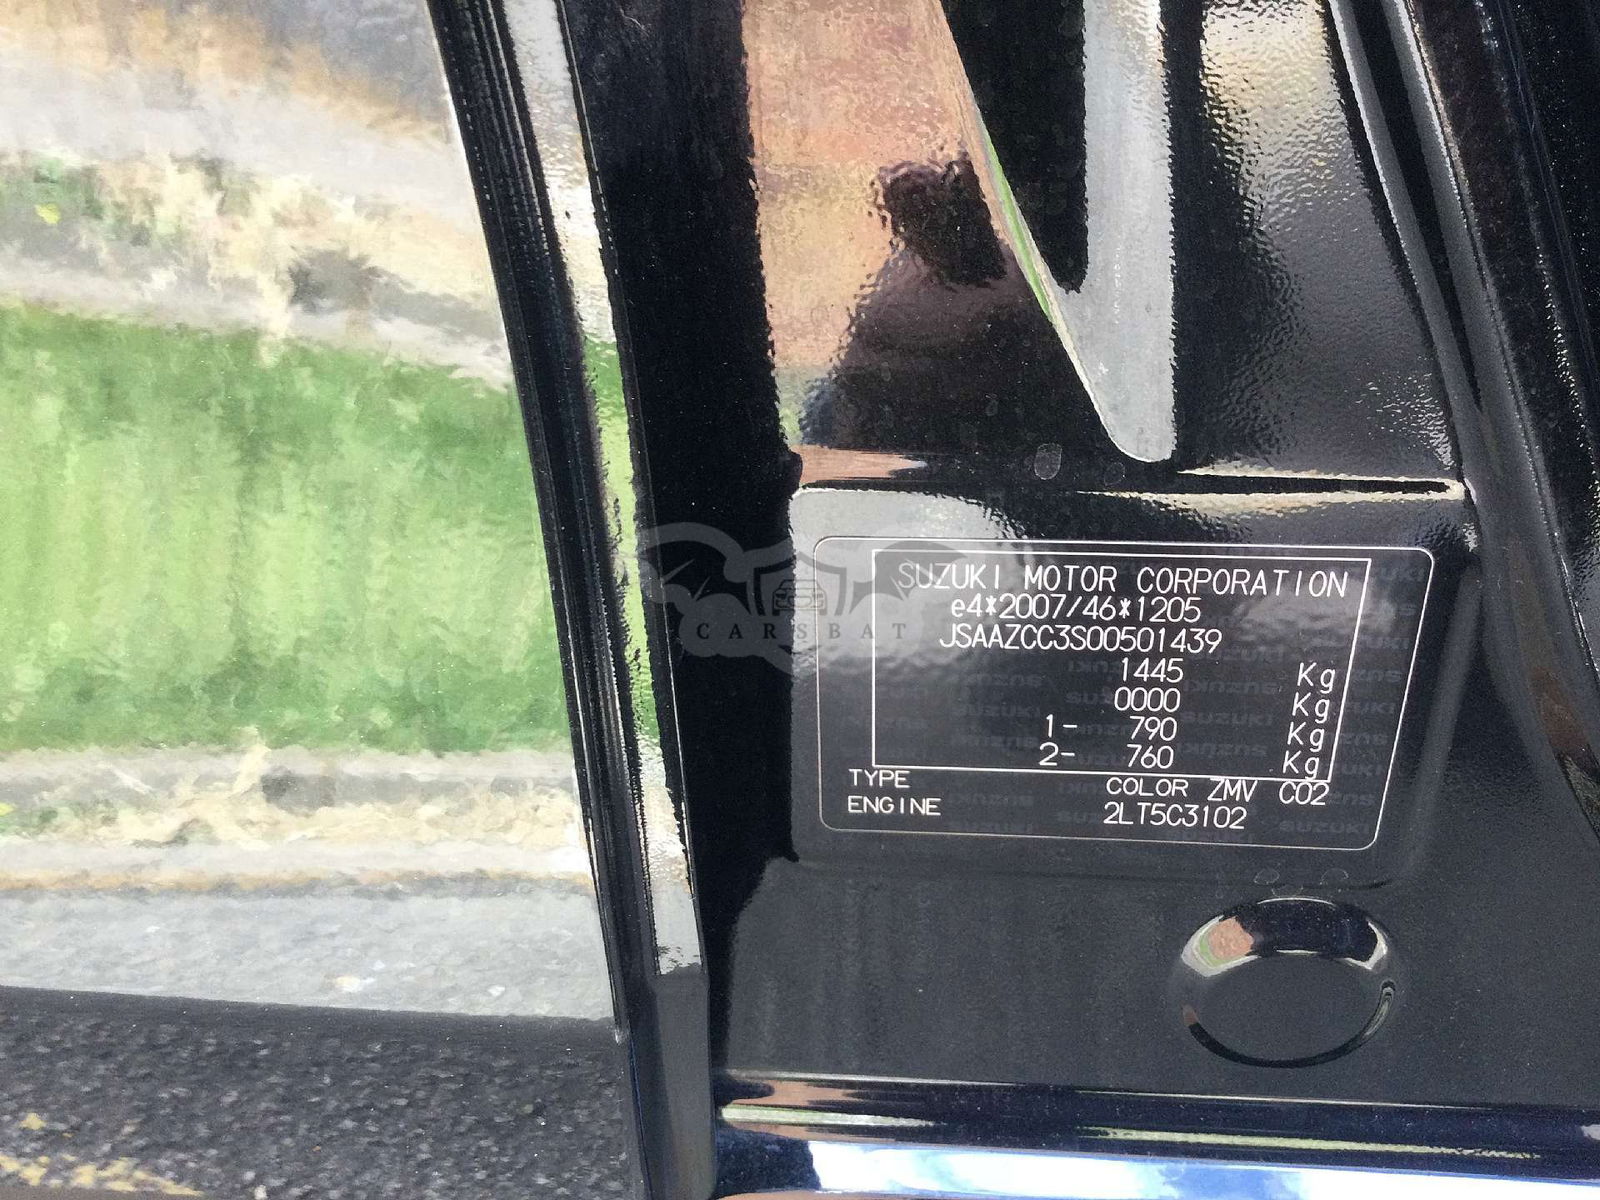 SUZUKI MOTOR CORPORATION
e4*2007/46*1205
JSAAZCC3S00501439
1445 Kg
0000 Kg
1- 790 Kg
2- 760 Kg
TYPE COLOR ZMV C02
ENGINE 2LT5C3102
CARSBAT